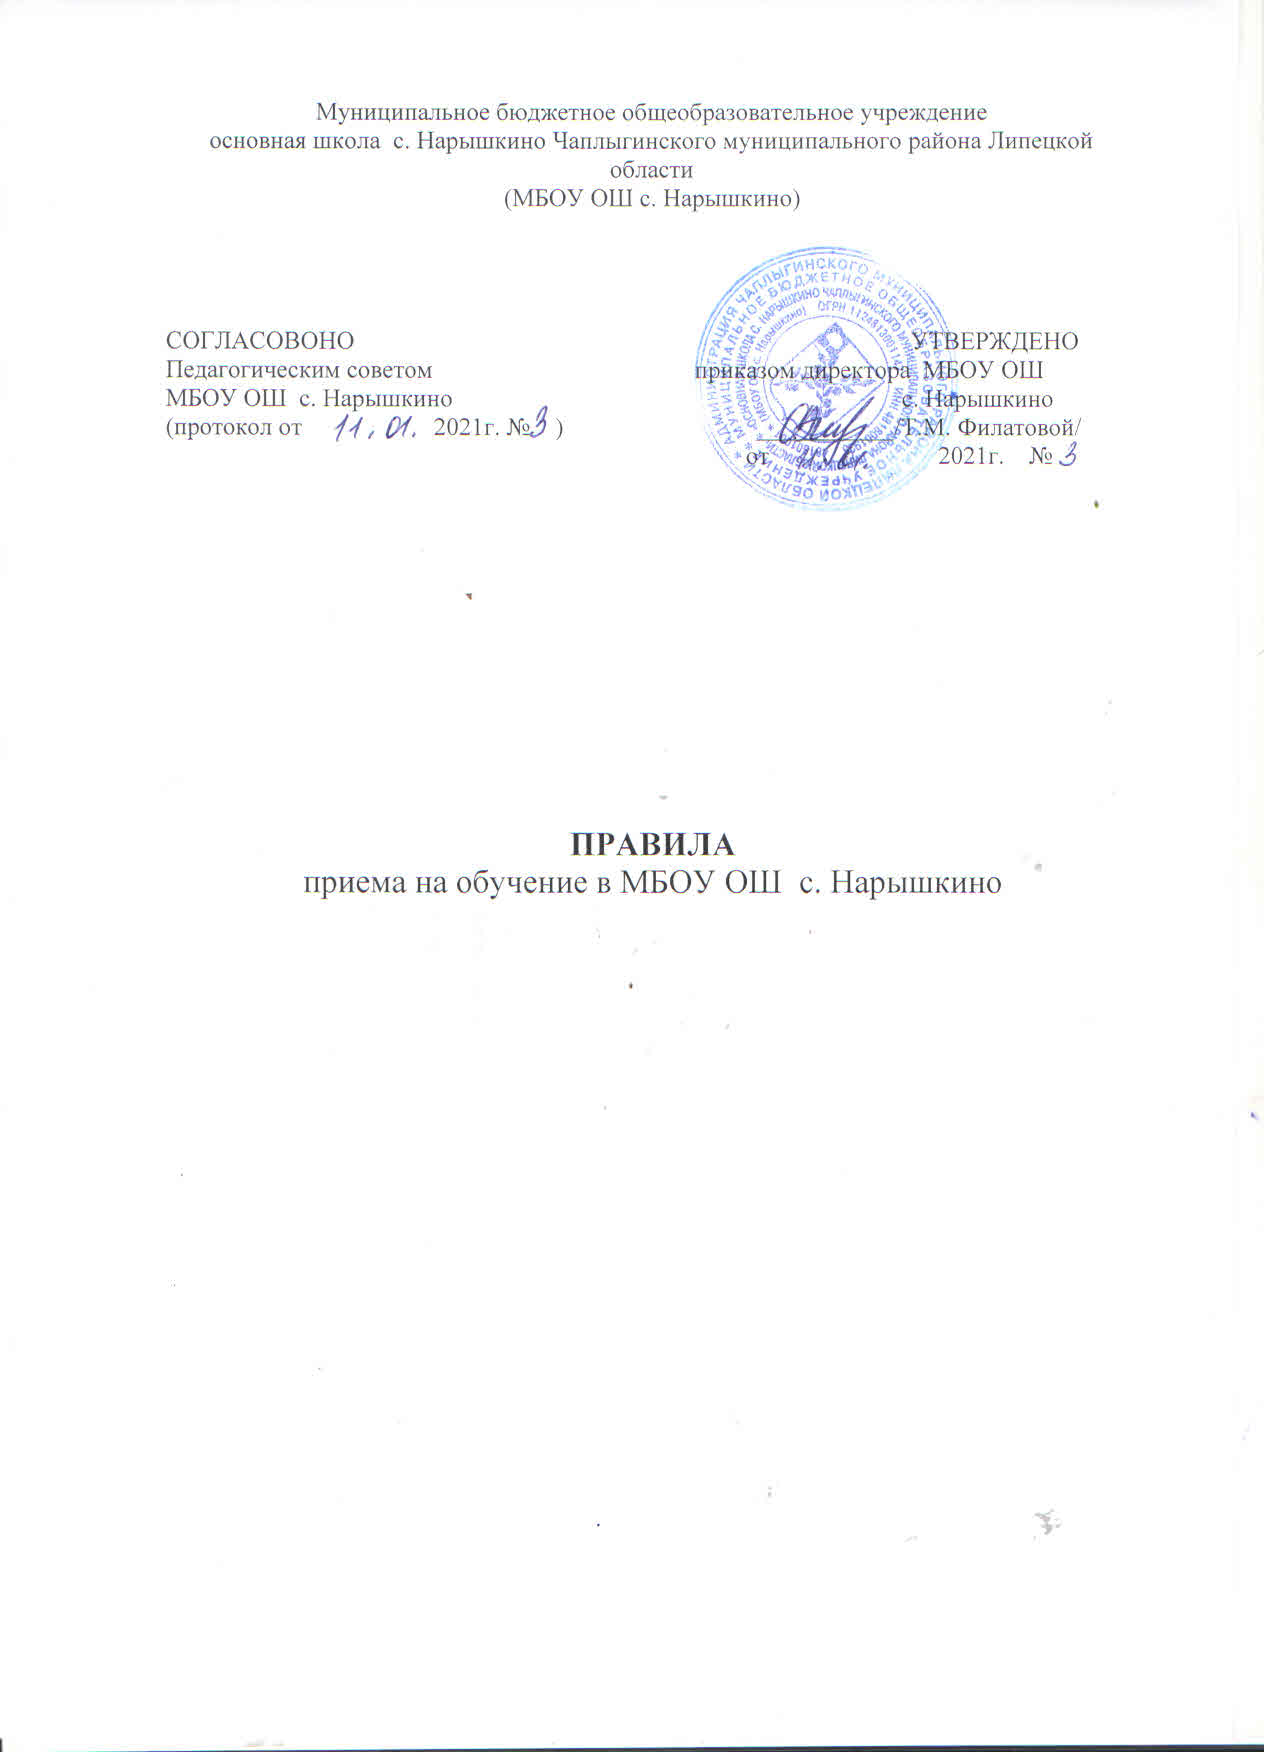 Муниципальное бюджетное общеобразовательное учреждение
основная школа с. Нарышкино Чаплыгинского муниципального района Липецкой
области
(МБОУ ОШ с. Нарышкино)
СОГЛАСОВОНО
Педагогическим советом
МБОУ ОШ с. Нарышкино
(протокол от 11.01. 2021г. №3 )
УТВЕРЖДЕНО
приказом директора МБОУ ОШ
с. Нарышкино
/Т.М. Филатовой/
от 2021г. № 3
ПРАВИЛА
приема на обучение в МБОУ ОШ с. Нарышкино